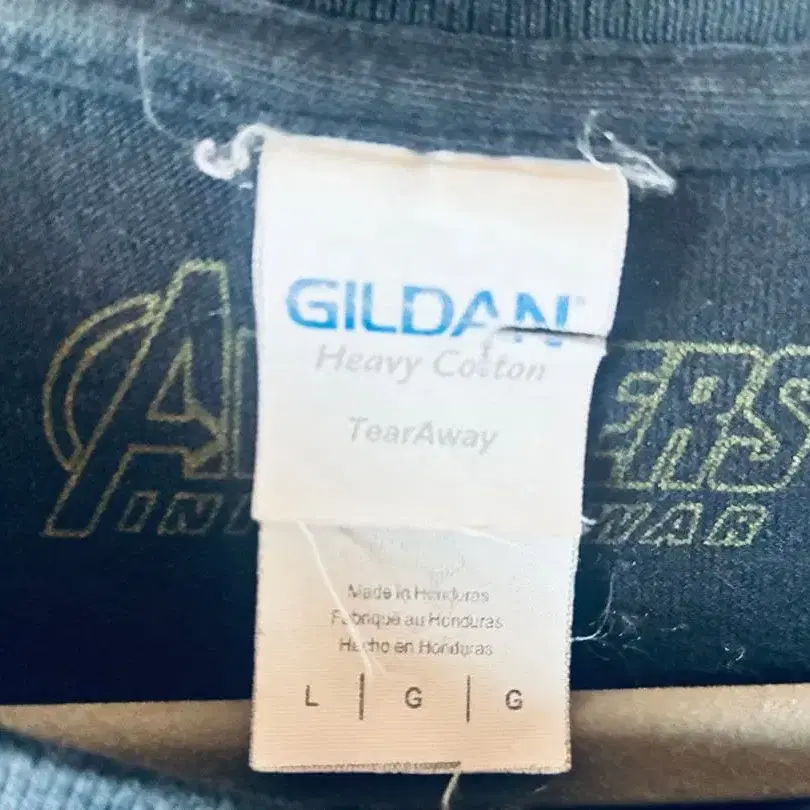 GILDAN
Heavy Cotton
TearAway
Made in Honduras
Fabriqué au Honduras
Hecho en Honduras
L | G | G